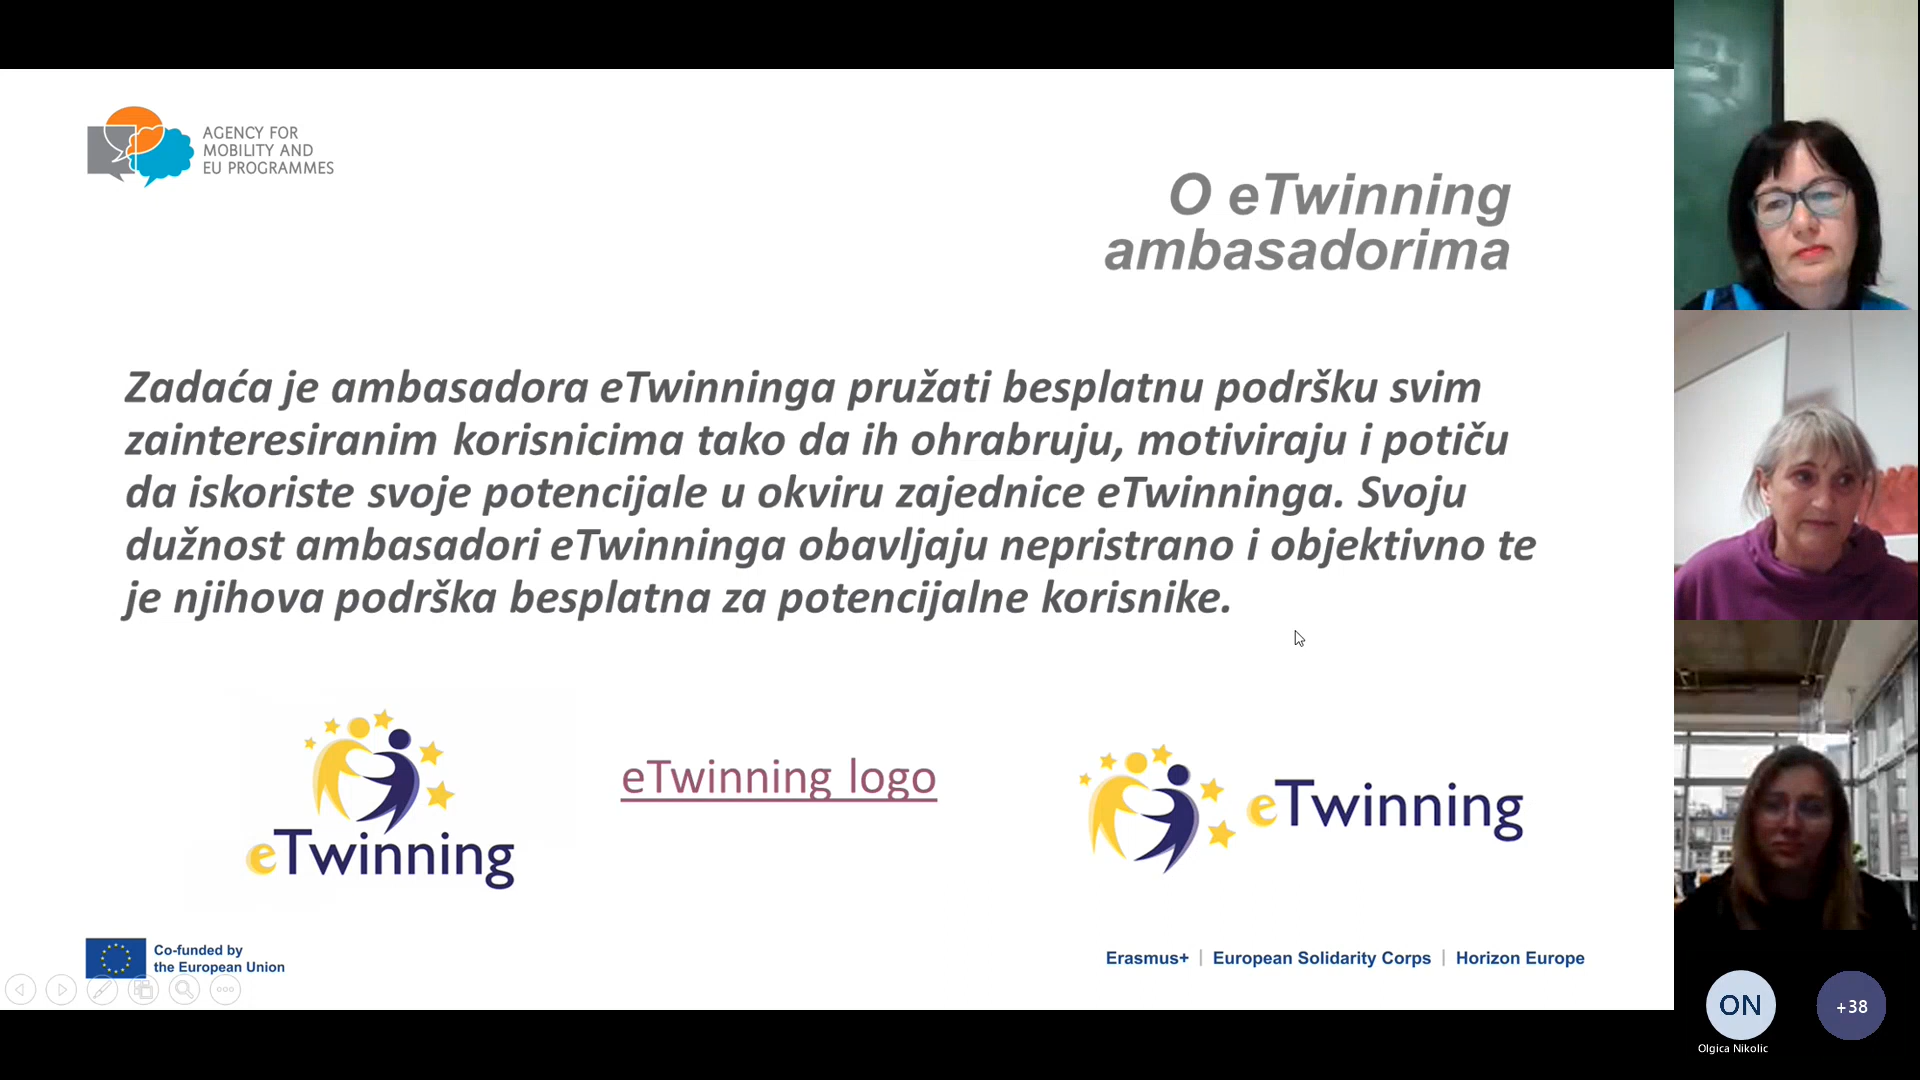 AGENCY FOR
MOBILITY AND
EU PROGRAMMES
O eTwinning
ambasadorima
Zadaća je ambasadora eTwinninga pružati besplatnu podršku svim
zainteresiranim korisnicima tako da ih ohrabruju, motiviraju i potiču
da iskoriste svoje potencijale u okviru zajednice eTwinninga. Svoju
dužnost ambasadori eTwinninga obavljaju nepristrano i objektivno te
je njihova podrška besplatna za potencijalne korisnike.
eTwinning
eTwinning logo
eTwinning
Co-funded by
the European Union
Erasmus+ | European Solidarity Corps | Horizon Europe
ON
+38
Olgica Nikolic